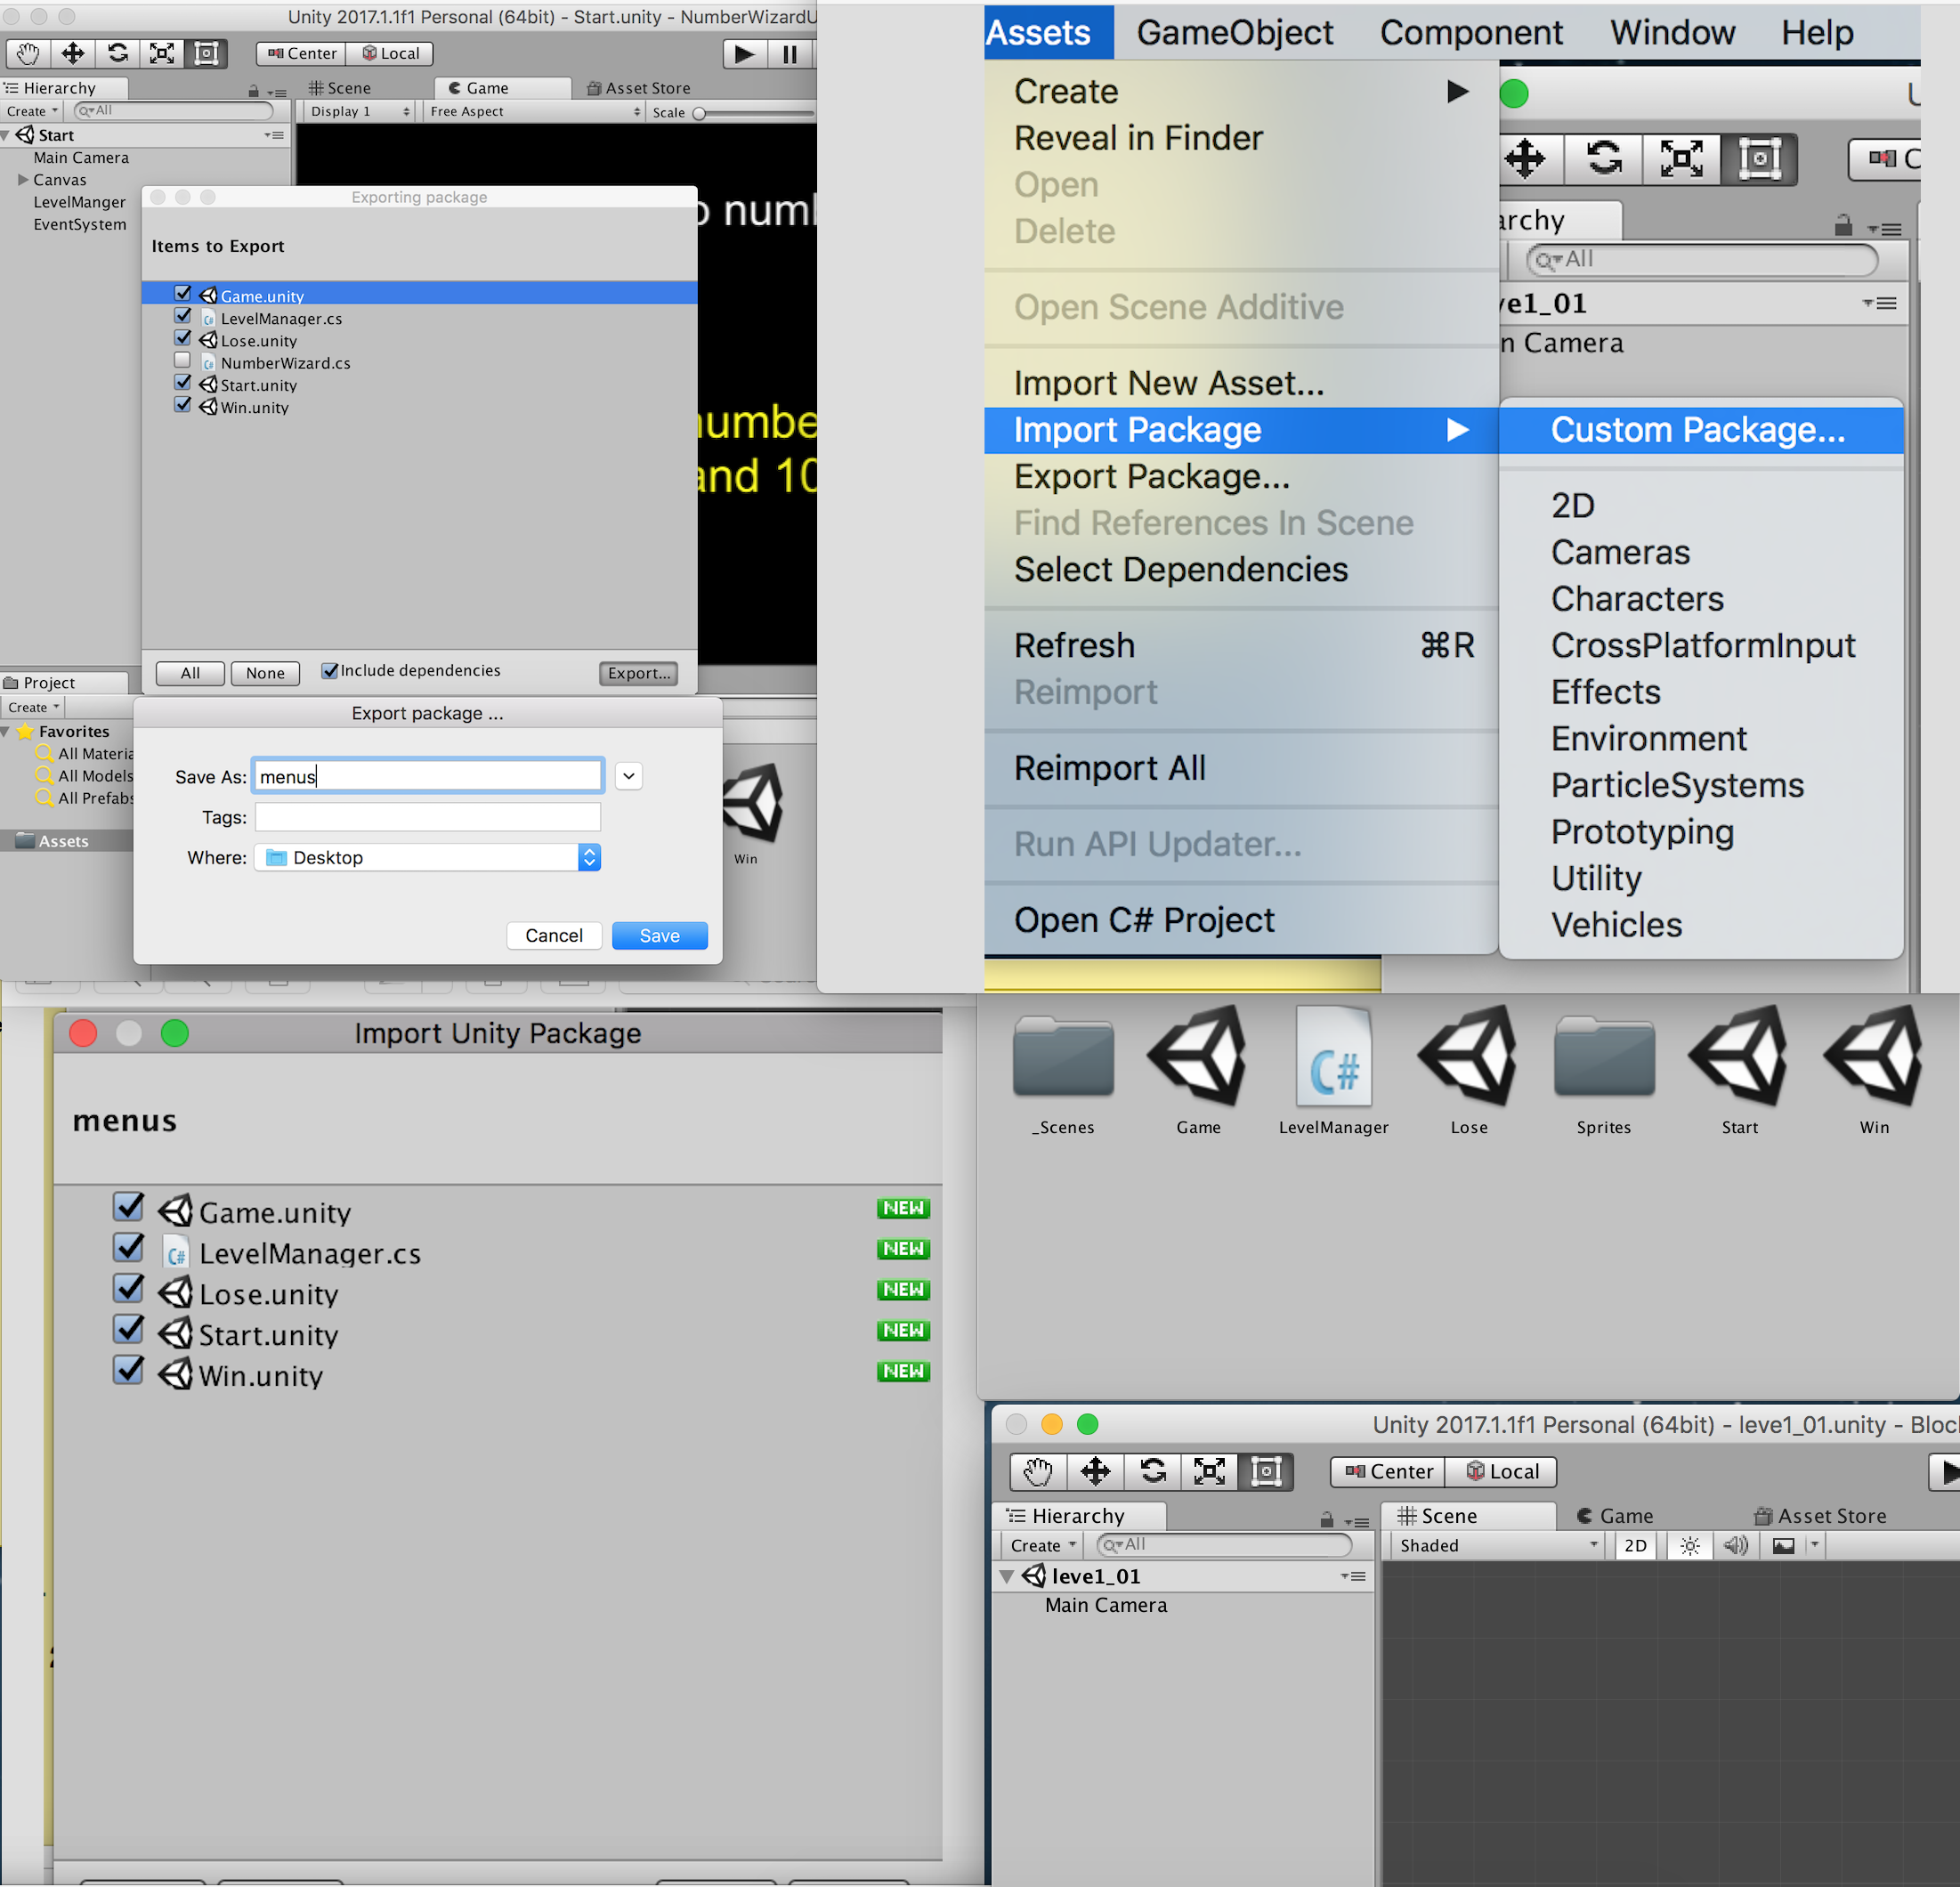 Unity 2017.1.1f1 Personal (64bit) - Start.unity - NumberWizardU
Center Local
Hierarchy
Scene Game Asset Store
Create All
Display 1 Free Aspect Scale
Start
Main Camera
Canvas
LevelManger
EventSystem
Exporting package
Items to Export
Game.unity
LevelManager.cs
Lose.unity
NumberWizard.cs
Start.unity
Win.unity
o num
numbe
and 10
All None Include dependencies Export...
Project
Create
Favorites
All Materia
All Models
All Prefabs
Assets
Export package ...
Save As: menus
Tags:
Where: Desktop
Cancel Save
Win
Assets GameObject Component Window Help
Create
Reveal in Finder
Open
Delete
Open Scene Additive
Import New Asset...
Import Package
Export Package...
Find References In Scene
Select Dependencies
Refresh ⌘R
Reimport
Reimport All
Run API Updater...
Open C# Project
C
archy
All
ve1_01
n Camera
Custom Package...
2D
Cameras
Characters
CrossPlatformInput
Effects
Environment
ParticleSystems
Prototyping
Utility
Vehicles
Import Unity Package
menus
Game.unity NEW
C# LevelManager.cs NEW
Lose.unity NEW
Start.unity NEW
Win.unity NEW
C#
_Scenes Game LevelManager Lose Sprites Start Win
Unity 2017.1.1f1 Personal (64bit) - leve1_01.unity - Bloc
Center Local
Hierarchy
Scene Game Asset Store
Create All
Shaded 2D
leve1_01
Main Camera